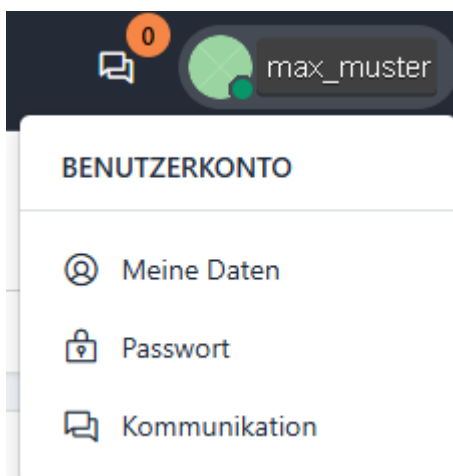 0
max_muster
BENUTZERKONTO
Meine Daten
Passwort
Kommunikation